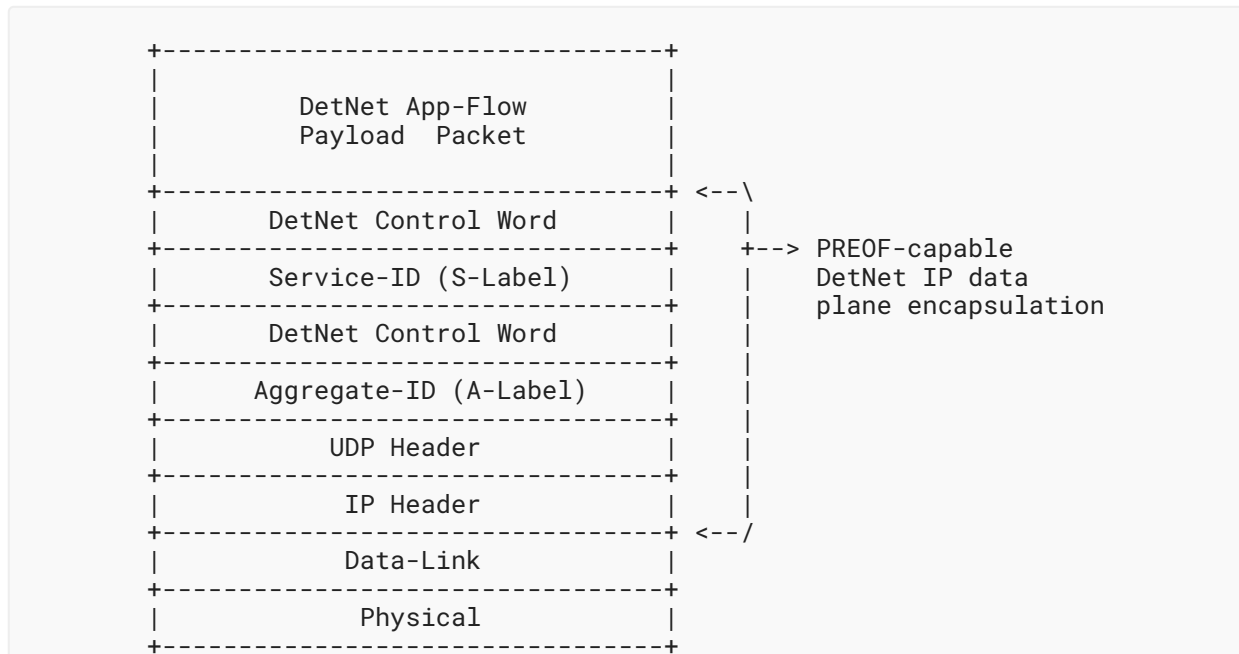 +---------------------------------+
|                                 |
|         DetNet App-Flow         |
|         Payload  Packet         |
|                                 |
+---------------------------------+ <--\
|       DetNet Control Word       |    |
+---------------------------------+    +--> PREOF-capable
|       Service-ID (S-Label)      |    |    DetNet IP data
+---------------------------------+    |    plane encapsulation
|       DetNet Control Word       |    |
+---------------------------------+    |
|      Aggregate-ID (A-Label)     |    |
+---------------------------------+    |
|           UDP Header            |    |
+---------------------------------+    |
|            IP Header            |    |
+---------------------------------+ <--/
|            Data-Link            |
+---------------------------------+
|             Physical            |
+---------------------------------+